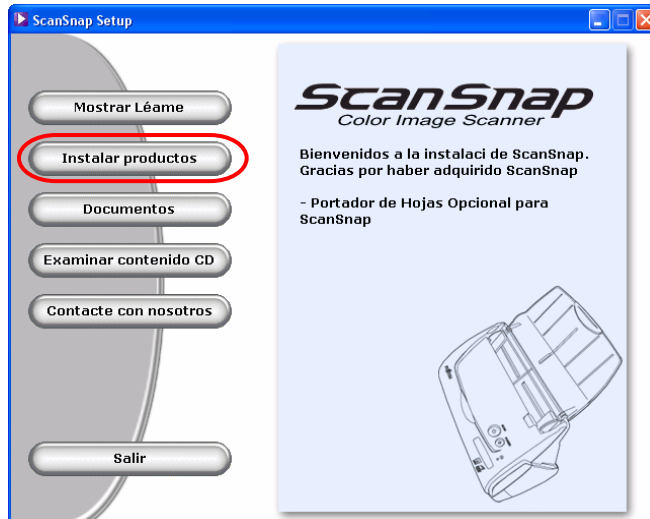 ScanSnap Setup
Mostrar Léame
Instalar productos
Documentos
Examinar contenido CD
Contacte con nosotros
Salir
ScanSnap
Color Image Scanner
Bienvenidos a la instalaci de ScanSnap.
Gracias por haber adquirido ScanSnap
- Portador de Hojas Opcional para
ScanSnap